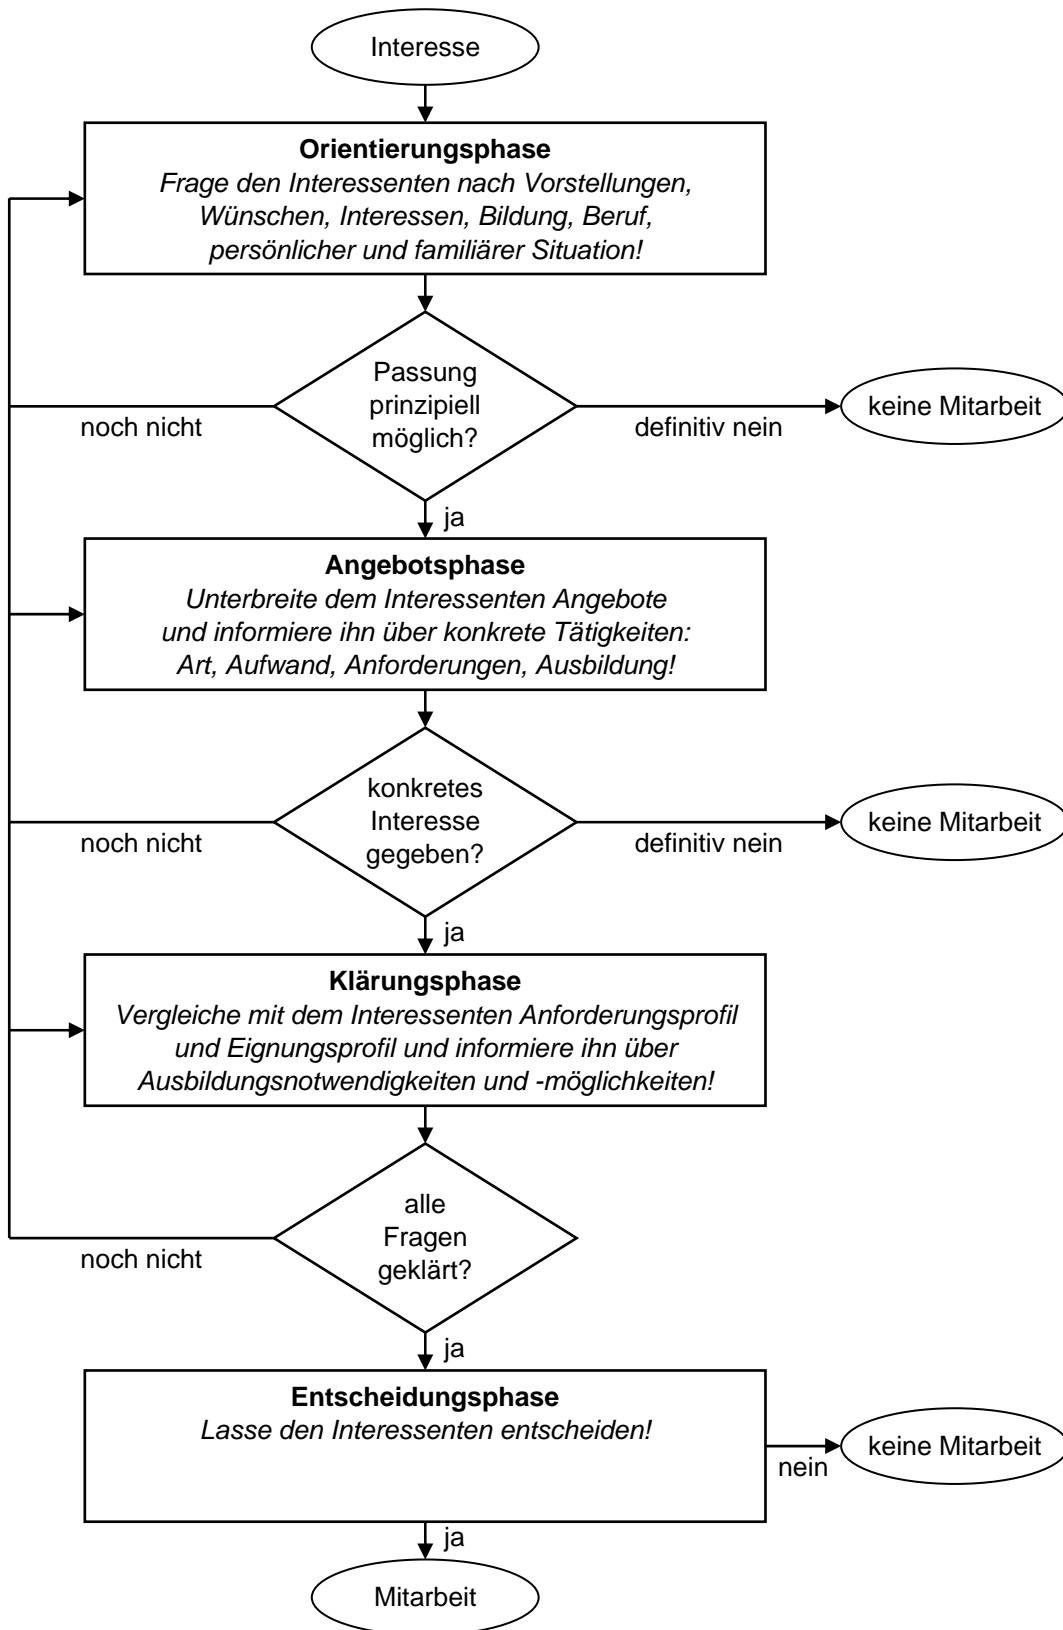 Interesse
Orientierungsphase
Frage den Interessenten nach Vorstellungen,
Wünschen, Interessen, Bildung, Beruf,
persönlicher und familiärer Situation!
Passung
prinzipiell
möglich?
noch nicht
definitiv nein
keine Mitarbeit
ja
Angebotsphase
Unterbreite dem Interessenten Angebote
und informiere ihn über konkrete Tätigkeiten:
Art, Aufwand, Anforderungen, Ausbildung!
konkretes
Interesse
gegeben?
noch nicht
definitiv nein
keine Mitarbeit
ja
Klärungsphase
Vergleiche mit dem Interessenten Anforderungsprofil
und Eignungsprofil und informiere ihn über
Ausbildungsnotwendigkeiten und -möglichkeiten!
alle
Fragen
geklärt?
noch nicht
ja
Entscheidungsphase
Lasse den Interessenten entscheiden!
nein
keine Mitarbeit
ja
Mitarbeit